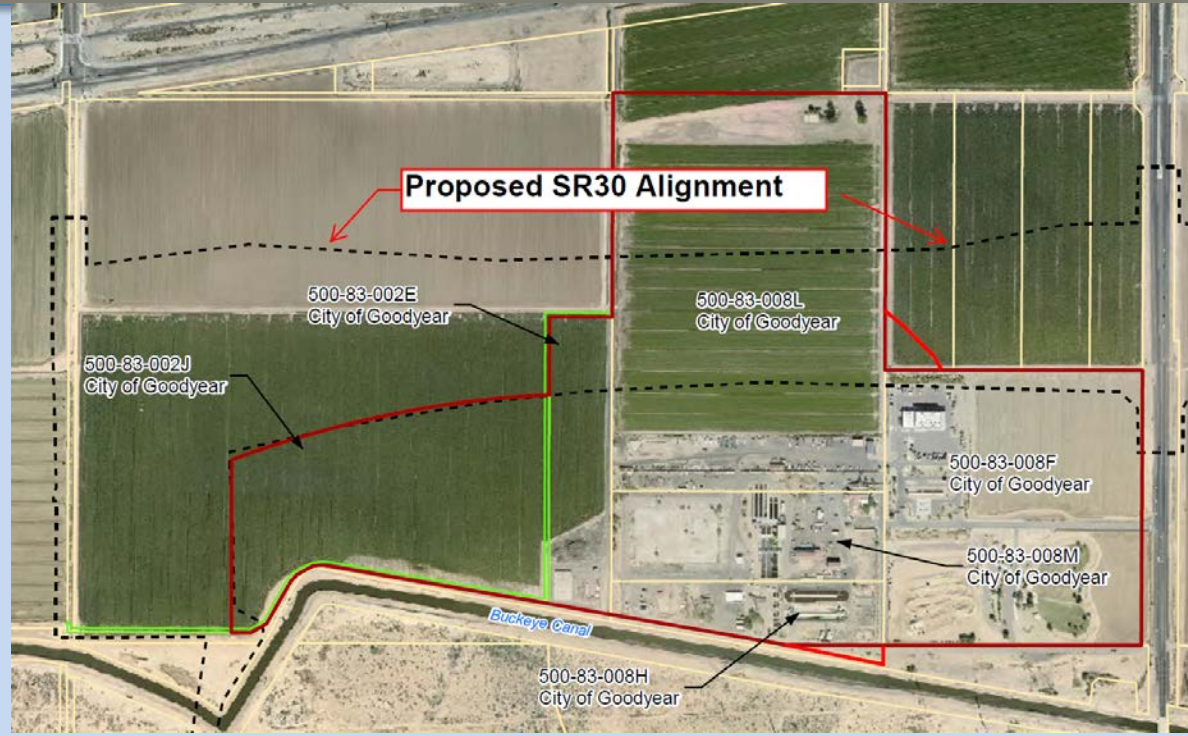 Proposed SR30 Alignment
500-83-002E
City of Goodyear
500-83-008L
City of Goodyear
500-83-002J
City of Goodyear
500-83-008F
City of Goodyear
500-83-008M
City of Goodyear
Buckeye Canal
500-83-008H
City of Goodyear